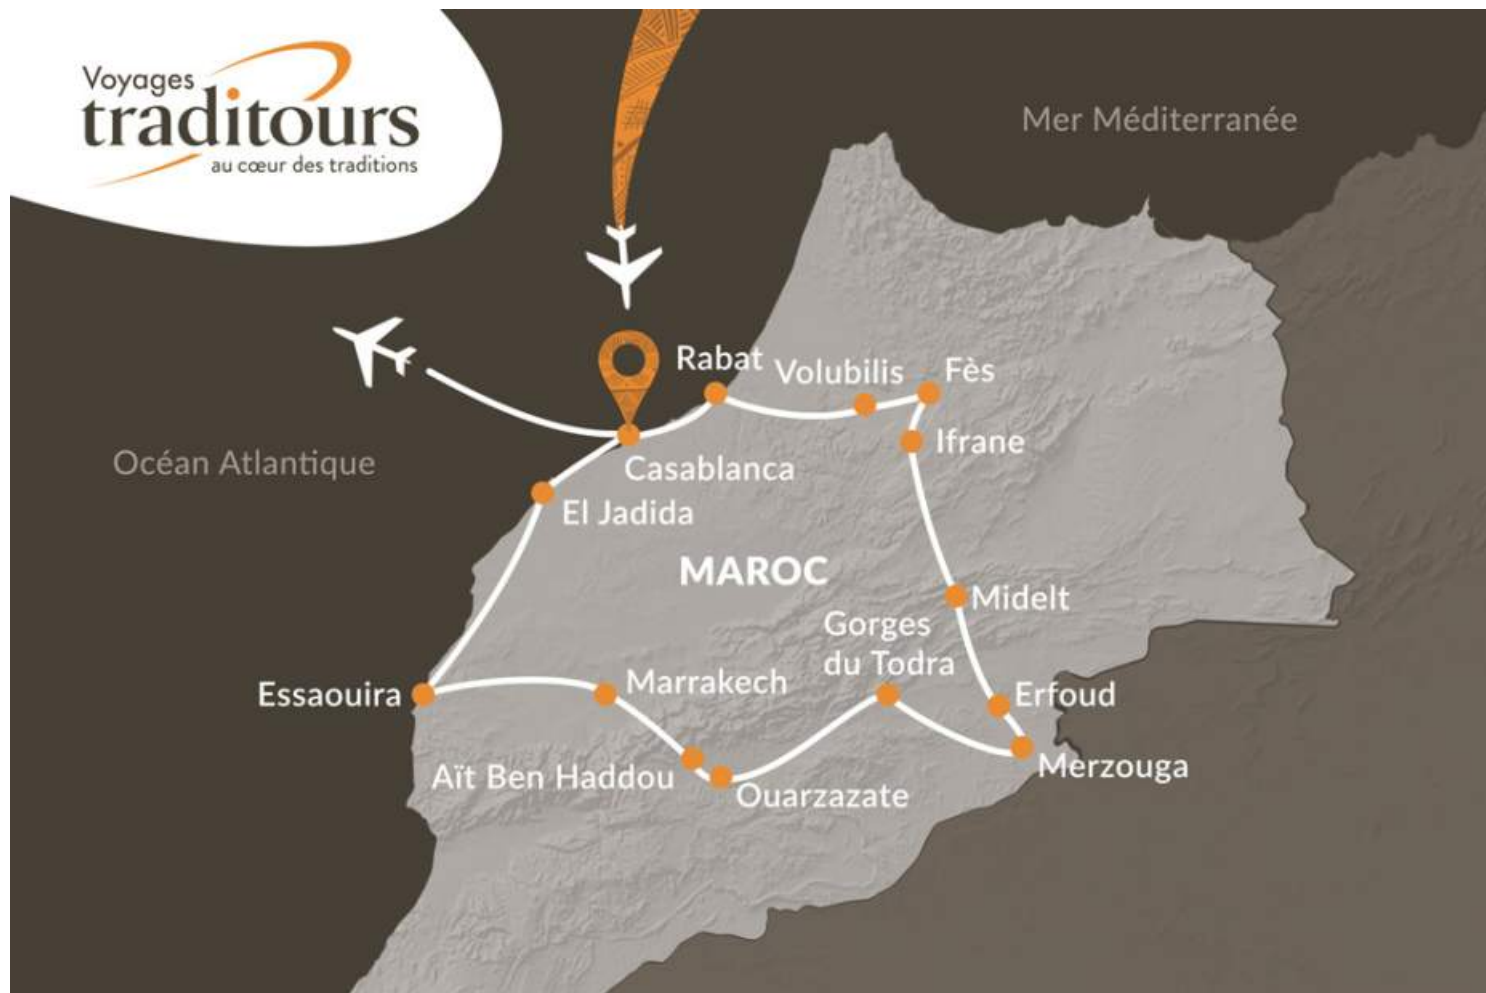 Voyages
traditours
au cœur des traditions
Mer Méditerranée
Rabat
Volubilis
Fès
Ifrane
Océan Atlantique
Casablanca
El Jadida
MAROC
Midelt
Gorges
du Todra
Essaouira
Marrakech
Erfoud
Merzouga
Aït Ben Haddou
Ouarzazate